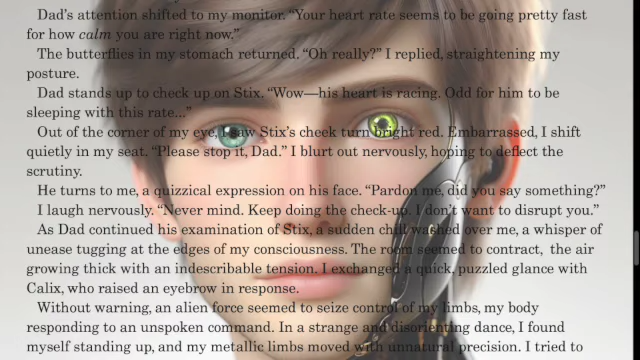 Dad’s attention shifted to my monitor. “Your heart rate seems to be going pretty fast
for how calm you are right now.”
The butterflies in my stomach returned. “Oh really?” I replied, straightening my
posture.
Dad stands up to check up on Stix. “Wow—his heart is racing. Odd for him to be
sleeping with this rate...”
Out of the corner of my eye, I saw Stix’s cheek turn bright red. Embarrassed, I shift
quietly in my seat. “Please stop it, Dad.” I blurt out nervously, hoping to deflect the
scrutiny.
He turns to me, a quizzical expression on his face. “Pardon me, did you say something?”
I laugh nervously. “Never mind. Keep doing the check-up. I don’t want to disrupt you.”
As Dad continued his examination of Stix, a sudden chill washed over me, a whisper of
unease tugging at the edges of my consciousness. The room seemed to contract, the air
growing thick with an indescribable tension. I exchanged a quick, puzzled glance with
Calix, who raised an eyebrow in response.
Without warning, an alien force seemed to seize control of my limbs, my body
responding to an unspoken command. In a strange and disorienting dance, I found
myself standing up, and my metallic limbs moved with unnatural precision. I tried to